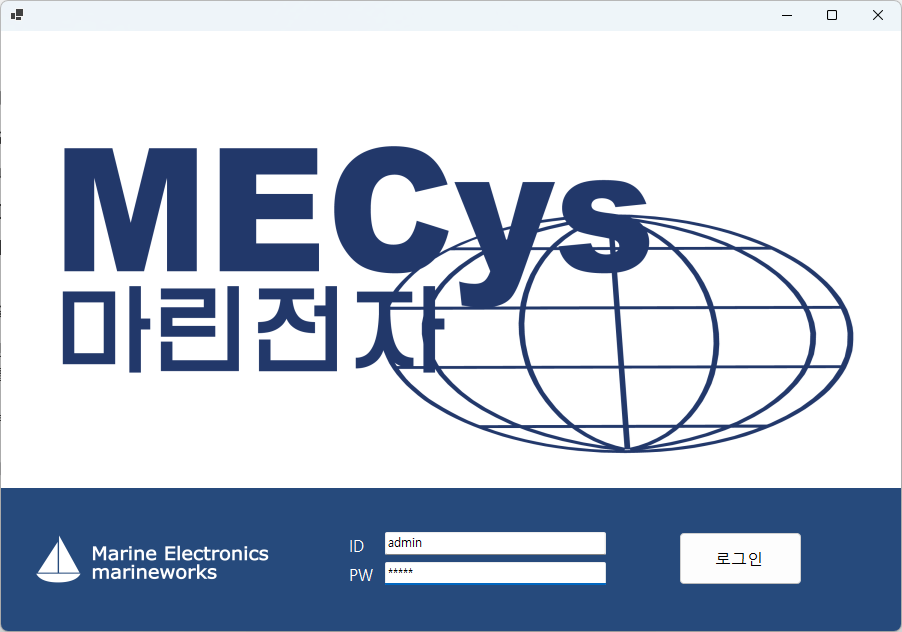 MECys
마린전자
Marine Electronics
marineworks
ID admin
PW *****
로그인